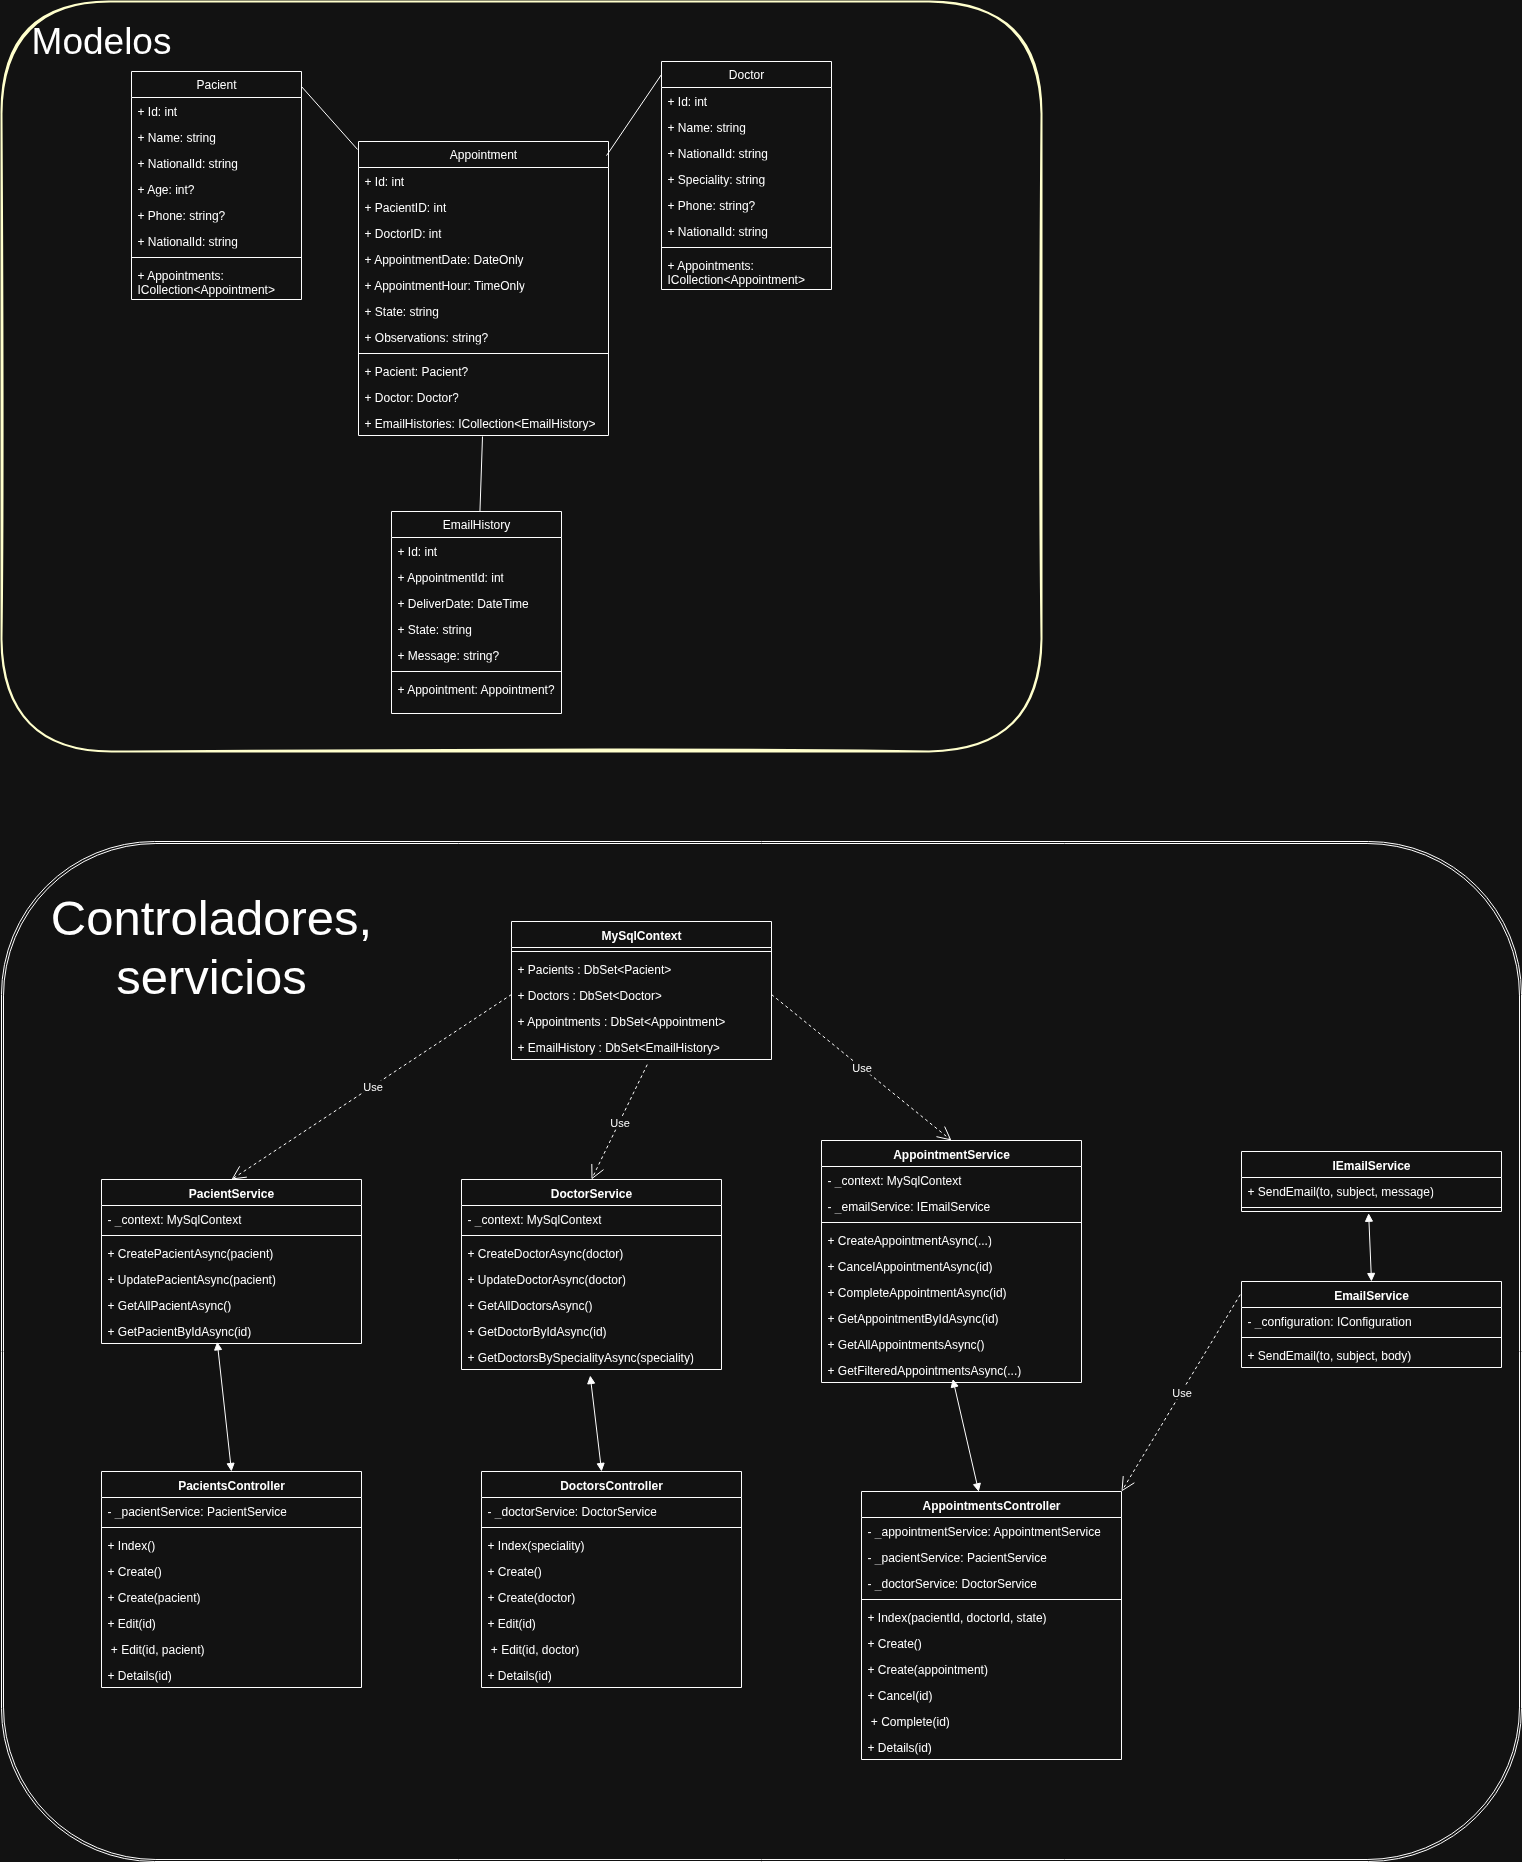 Modelos
Pacient
+ Id: int
+ Name: string
+ NationalId: string
+ Age: int?
+ Phone: string?
+ NationalId: string
+ Appointments:
ICollection<Appointment>
Appointment
+ Id: int
+ PacientID: int
+ DoctorID: int
+ AppointmentDate: DateOnly
+ AppointmentHour: TimeOnly
+ State: string
+ Observations: string?
+ Pacient: Pacient?
+ Doctor: Doctor?
+ EmailHistories: ICollection<EmailHistory>
Doctor
+ Id: int
+ Name: string
+ NationalId: string
+ Speciality: string
+ Phone: string?
+ NationalId: string
+ Appointments:
ICollection<Appointment>
EmailHistory
+ Id: int
+ AppointmentId: int
+ DeliverDate: DateTime
+ State: string
+ Message: string?
+ Appointment: Appointment?
Controladores,
servicios
MySqlContext
+ Pacients : DbSet<Pacient>
+ Doctors : DbSet<Doctor>
+ Appointments : DbSet<Appointment>
+ EmailHistory : DbSet<EmailHistory>
Use
Use
Use
PacientService
- _context: MySqlContext
+ CreatePacientAsync(pacient)
+ UpdatePacientAsync(pacient)
+ GetAllPacientAsync()
+ GetPacientByIdAsync(id)
DoctorService
- _context: MySqlContext
+ CreateDoctorAsync(doctor)
+ UpdateDoctorAsync(doctor)
+ GetAllDoctorsAsync()
+ GetDoctorByIdAsync(id)
+ GetDoctorsBySpecialityAsync(speciality)
AppointmentService
- _context: MySqlContext
- _emailService: IEmailService
+ CreateAppointmentAsync(...)
+ CancelAppointmentAsync(id)
+ CompleteAppointmentAsync(id)
+ GetAppointmentByIdAsync(id)
+ GetAllAppointmentsAsync()
+ GetFilteredAppointmentsAsync(...)
IEmailService
+ SendEmail(to, subject, message)
EmailService
- _configuration: IConfiguration
+ SendEmail(to, subject, body)
Use
PacientsController
- _pacientService: PacientService
+ Index()
+ Create()
+ Create(pacient)
+ Edit(id)
+ Edit(id, pacient)
+ Details(id)
DoctorsController
- _doctorService: DoctorService
+ Index(speciality)
+ Create()
+ Create(doctor)
+ Edit(id)
+ Edit(id, doctor)
+ Details(id)
AppointmentsController
- _appointmentService: AppointmentService
- _pacientService: PacientService
- _doctorService: DoctorService
+ Index(pacientId, doctorId, state)
+ Create()
+ Create(appointment)
+ Cancel(id)
+ Complete(id)
+ Details(id)